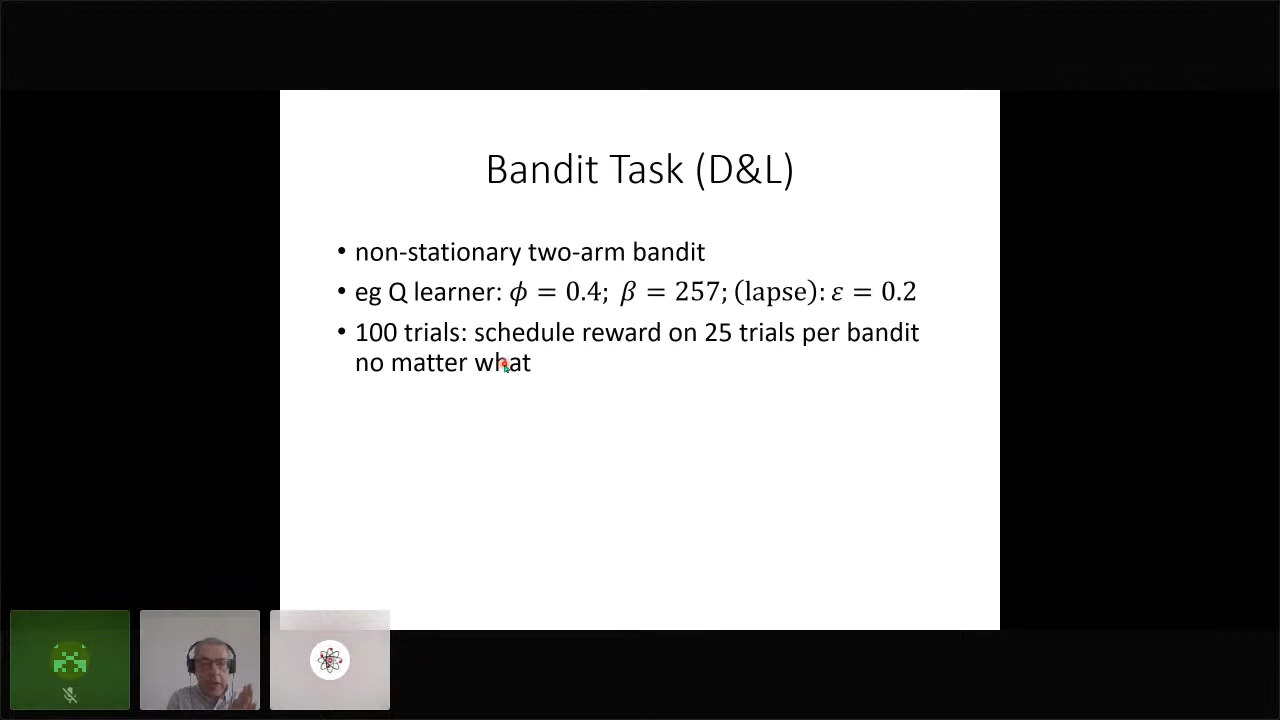 Bandit Task (D&L)
• non-stationary two-arm bandit
• eg Q learner: 𝜙 = 0.4; 𝛽 = 257; (lapse): 𝜀 = 0.2
• 100 trials: schedule reward on 25 trials per bandit
no matter what